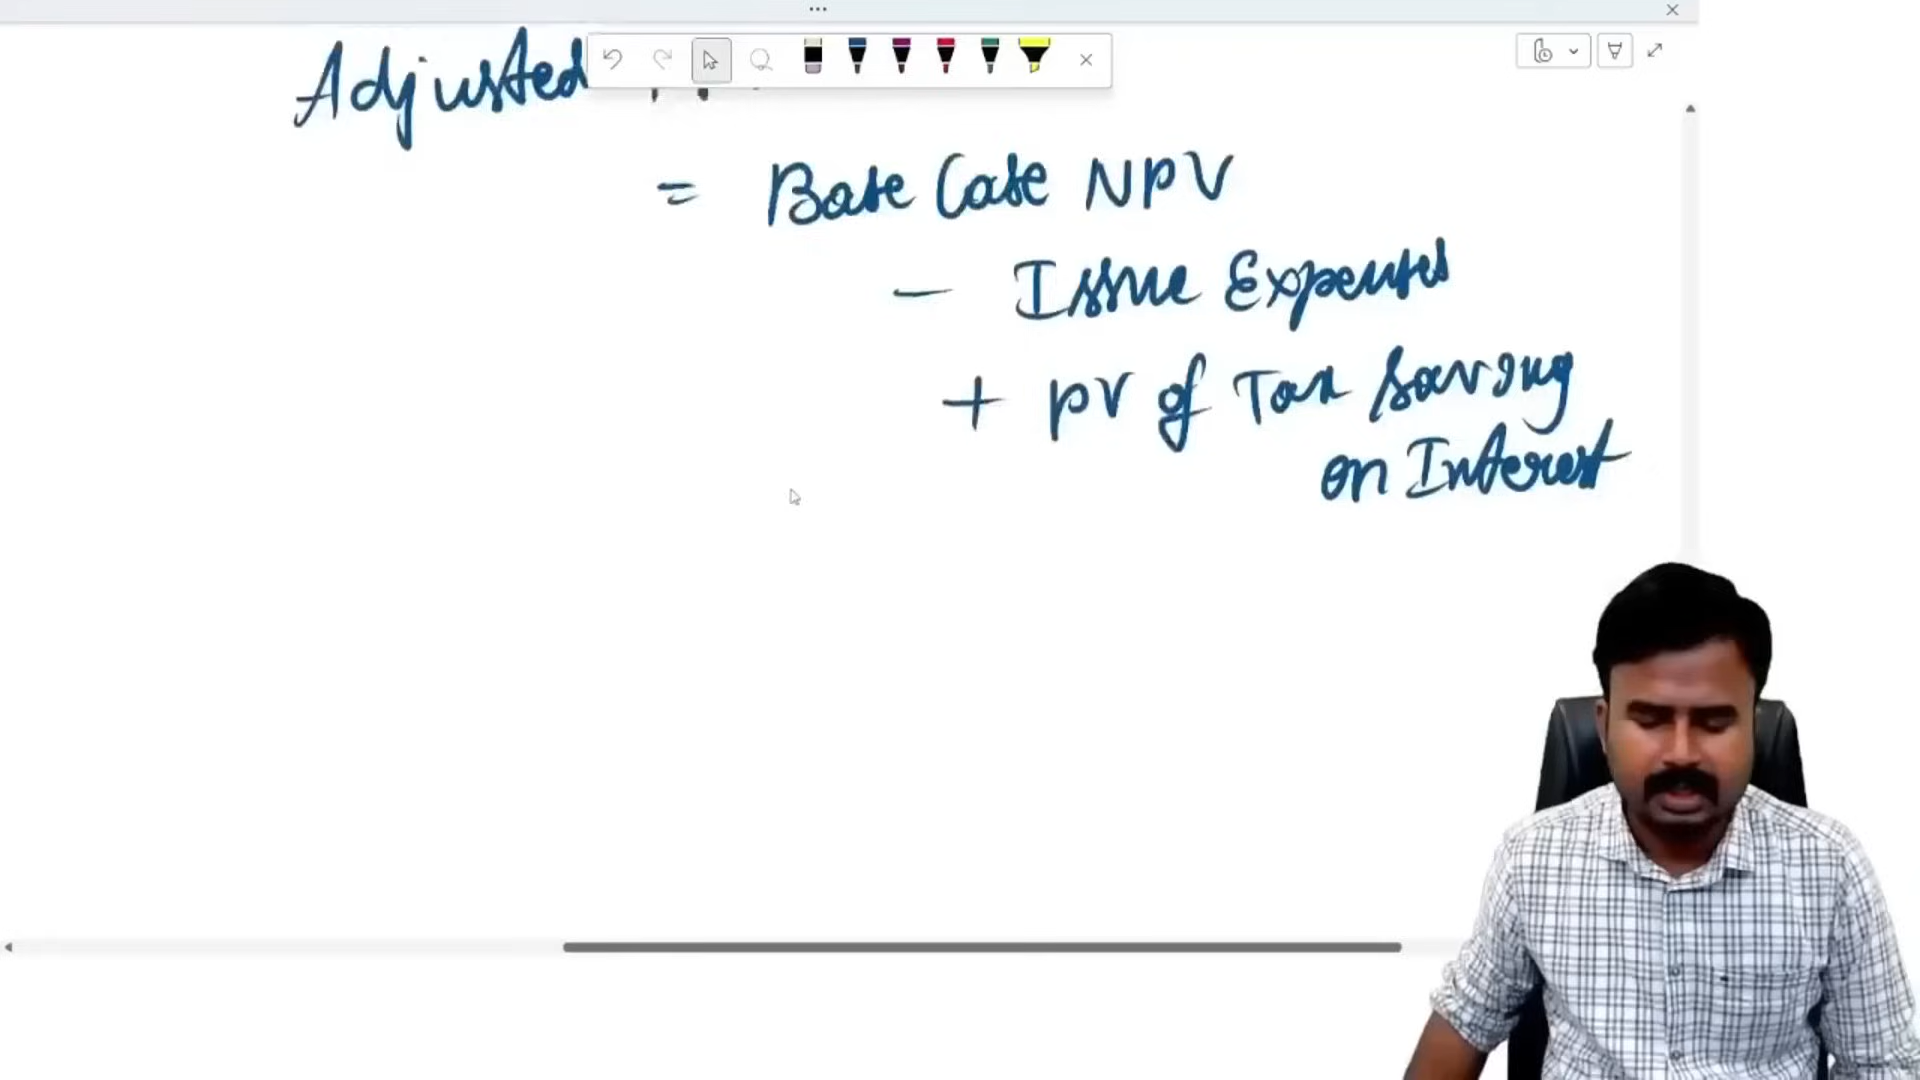 Adjusted
= Base Case NPV
- Issue Expenses
+ PV of Tax Saving
on Interest